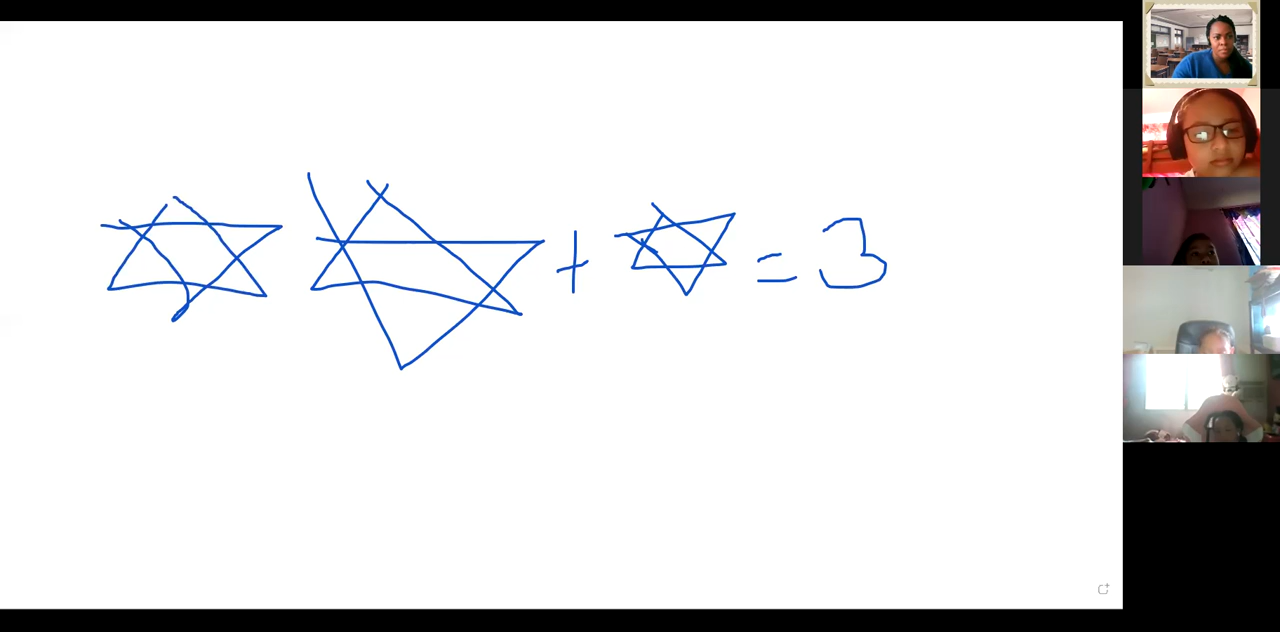 ✡ ✡ + ✡ = 3